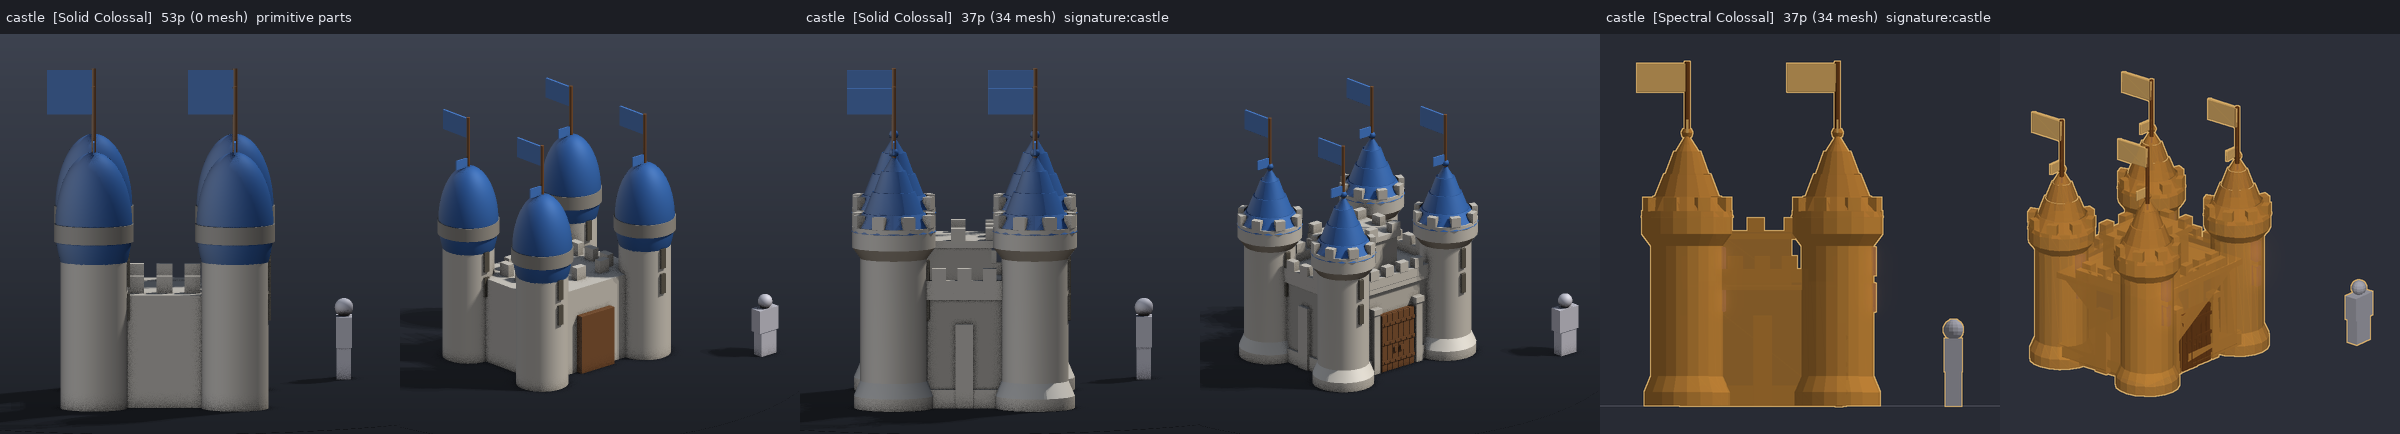 castle [Solid Colossal] 53p (0 mesh) primitive parts
castle [Solid Colossal] 37p (34 mesh) signature:castle
castle [Spectral Colossal] 37p (34 mesh) signature:castle